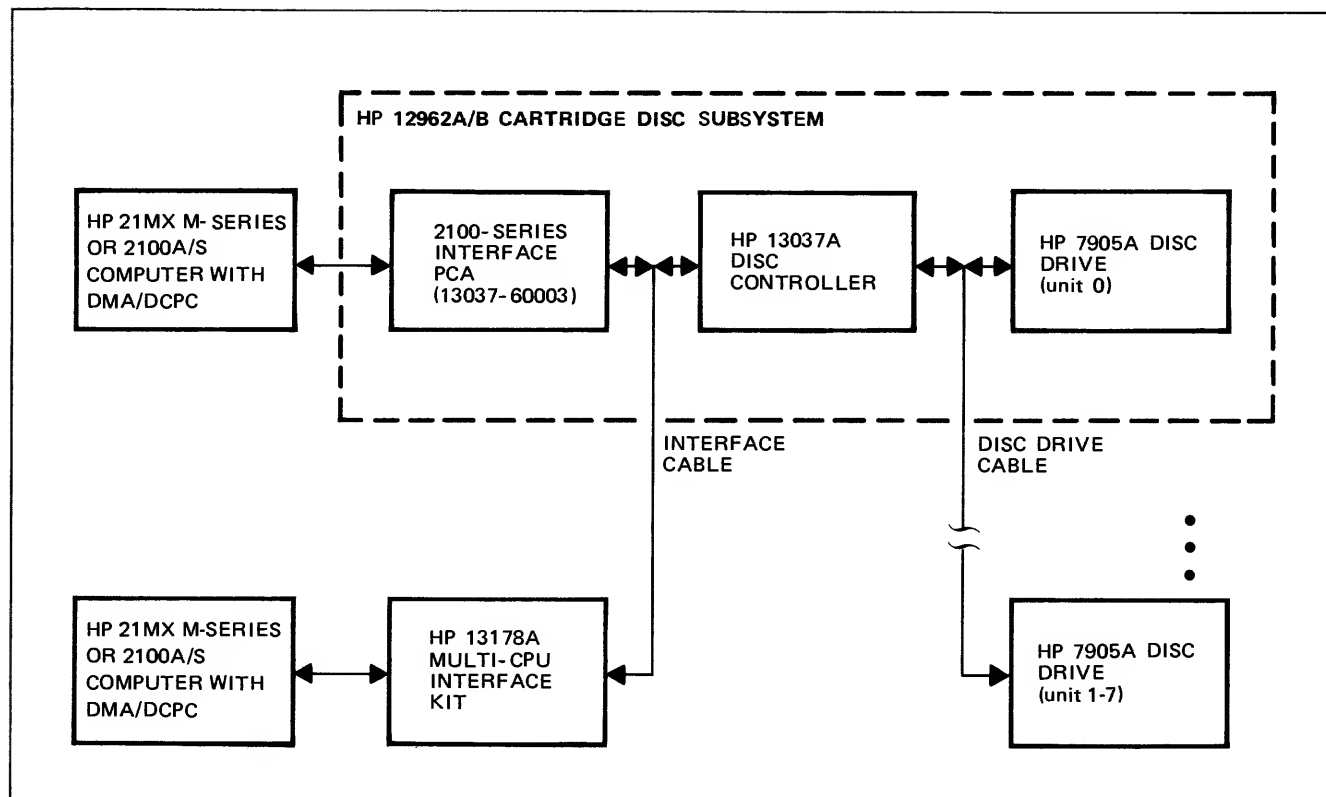 HP 12962A/B CARTRIDGE DISC SUBSYSTEM
HP 21MX M-SERIES
OR 2100A/S
COMPUTER WITH
DMA/DCPC
2100-SERIES
INTERFACE
PCA
(13037-60003)
HP 13037A
DISC
CONTROLLER
HP 7905A DISC
DRIVE
(unit 0)
INTERFACE
CABLE
DISC DRIVE
CABLE
HP 21MX M-SERIES
OR 2100A/S
COMPUTER WITH
DMA/DCPC
HP 13178A
MULTI-CPU
INTERFACE
KIT
HP 7905A DISC
DRIVE
(unit 1-7)